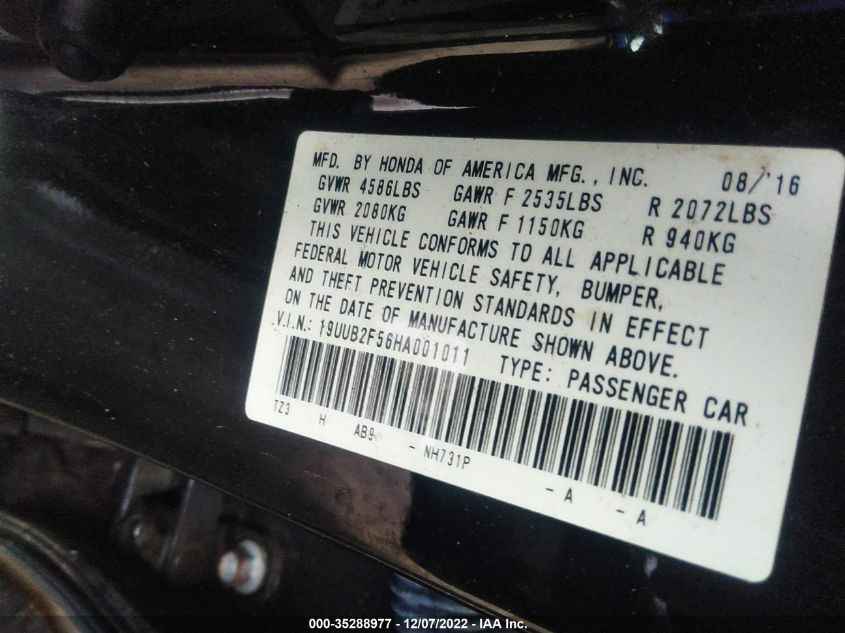 MFD. BY HONDA OF AMERICA MFG., INC. 08/'16
GVWR 4586LBS GAWR F 2535LBS R 2072LBS
GVWR 2080KG GAWR F 1150KG R 940KG
THIS VEHICLE CONFORMS TO ALL APPLICABLE
FEDERAL MOTOR VEHICLE SAFETY, BUMPER,
AND THEFT PREVENTION STANDARDS IN EFFECT
ON THE DATE OF MANUFACTURE SHOWN ABOVE.
V.I.N.: 19UUB2F56HA001011 TYPE: PASSENGER CAR
TZ3 H AB9 - NH731P - A - A
000-35288977 - 12/07/2022 - IAA Inc.